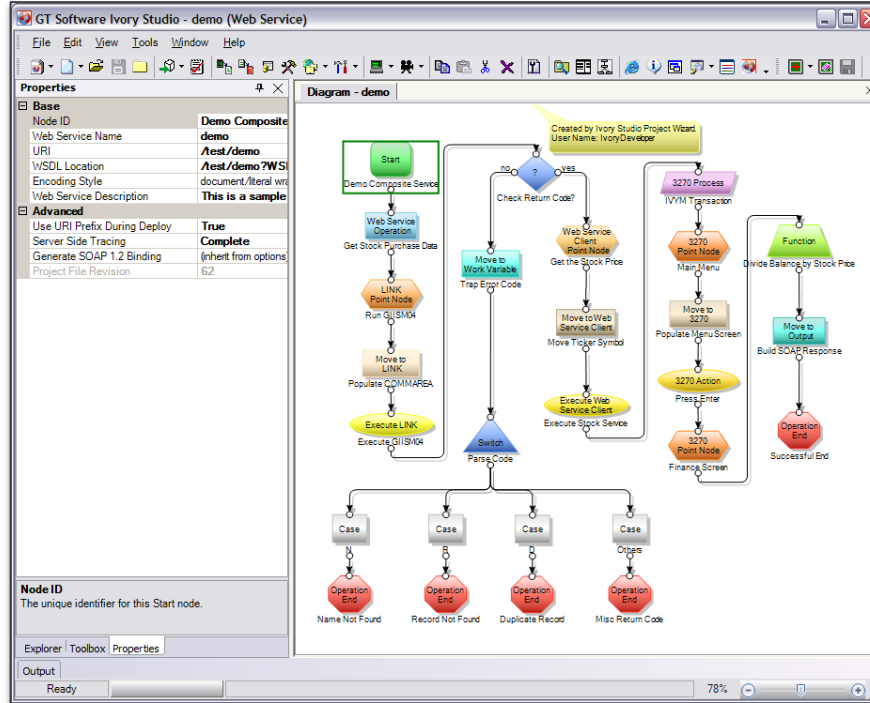 GT Software Ivory Studio - demo (Web Service)
File Edit View Tools Window Help
Properties
Base
Node ID Demo Composite
Web Service Name demo
URI /test/demo
WSDL Location /test/demo?WSI
Encoding Style document/literal wra
Web Service Description This is a sample
Advanced
Use URI Prefix During Deploy True
Server Side Tracing Complete
Generate SOAP 1.2 Binding (inherit from options)
Project File Revision 62
Node ID
The unique identifier for this Start node.
Explorer Toolbox Properties
Output
Ready
78%
Diagram - demo
Created by Ivory Studio Project Wizard.
User Name: IvoryDeveloper
Start
Demo Composite Service
Web Service
Operation
Get Stock Purchase Data
LINK
Point Node
Run GIISM04
Move to
LINK
Populate COMMAREA
Execute LINK
Execute GIISM04
no
?
yes
Check Return Code?
Move to
Work Variable
Trap Error Code
Switch
Parse Code
Case
N
Operation
End
Name Not Found
Case
R
Operation
End
Record Not Found
Case
D
Operation
End
Duplicate Record
Case
Others
Operation
End
Misc Return Code
Web Service
Client
Point Node
Get the Stock Price
Move to Web
Service Client
Move Ticker Symbol
Execute Web
Service Client
Execute Stock Service
3270 Process
IVYM Transaction
3270
Point Node
Main Menu
Move to
3270
Populate Menu Screen
3270 Action
Press Enter
3270
Point Node
Finance Screen
Function
Divide Balance by Stock Price
Move to
Output
Build SOAP Response
Operation
End
Successful End